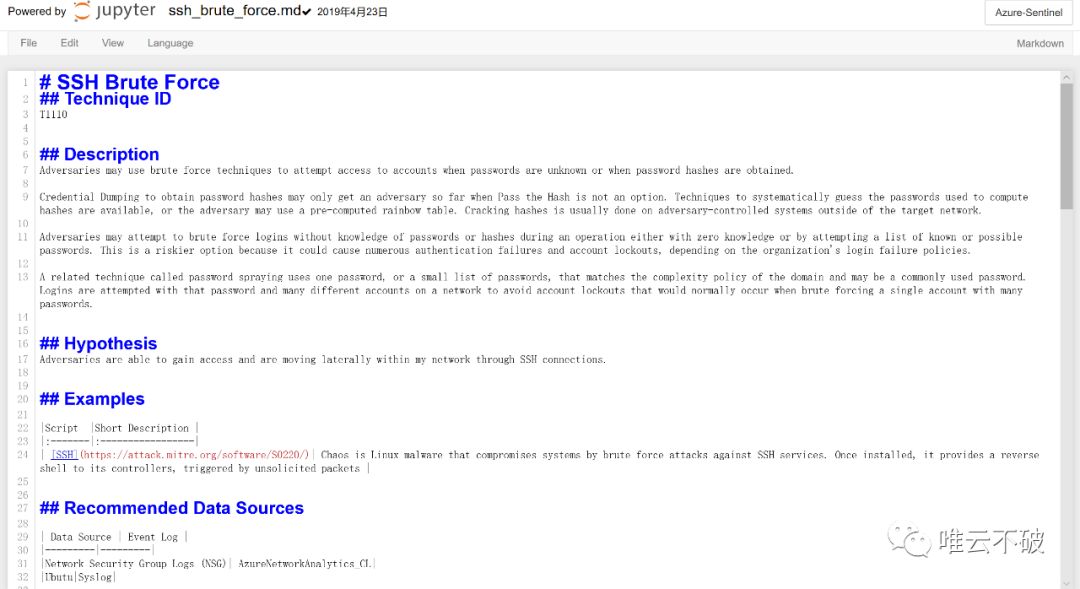 Powered by jupyter ssh_brute_force.md✔ 2019年4月23日 Azure-Sentinel
File Edit View Language Markdown
1 # SSH Brute Force
2 ## Technique ID
3 T1110
4
5
6 ## Description
7 Adversaries may use brute force techniques to attempt access to accounts when passwords are unknown or when password hashes are obtained.
8
9 Credential Dumping to obtain password hashes may only get an adversary so far when Pass the Hash is not an option. Techniques to systematically guess the passwords used to compute
hashes are available, or the adversary may use a pre-computed rainbow table. Cracking hashes is usually done on adversary-controlled systems outside of the target network.
10
11 Adversaries may attempt to brute force logins without knowledge of passwords or hashes during an operation either with zero knowledge or by attempting a list of known or possible
passwords. This is a riskier option because it could cause numerous authentication failures and account lockouts, depending on the organization's login failure policies.
12
13 A related technique called password spraying uses one password, or a small list of passwords, that matches the complexity policy of the domain and may be a commonly used password.
Logins are attempted with that password and many different accounts on a network to avoid account lockouts that would normally occur when brute forcing a single account with many
passwords.
14
15
16 ## Hypothesis
17 Adversaries are able to gain access and are moving laterally within my network through SSH connections.
18
19
20 ## Examples
21
22 |Script |Short Description |
23 |:-------|:-----------------|
24 | [SSH](https://attack.mitre.org/software/S0220/)| Chaos is Linux malware that compromises systems by brute force attacks against SSH services. Once installed, it provides a reverse
shell to its controllers, triggered by unsolicited packets |
25
26
27 ## Recommended Data Sources
28
29 | Data Source | Event Log |
30 |---------|---------|
31 |Network Security Group Logs (NSG)| AzureNetworkAnalytics_CL|
32 |Ubutu|Syslog|
唯云不破